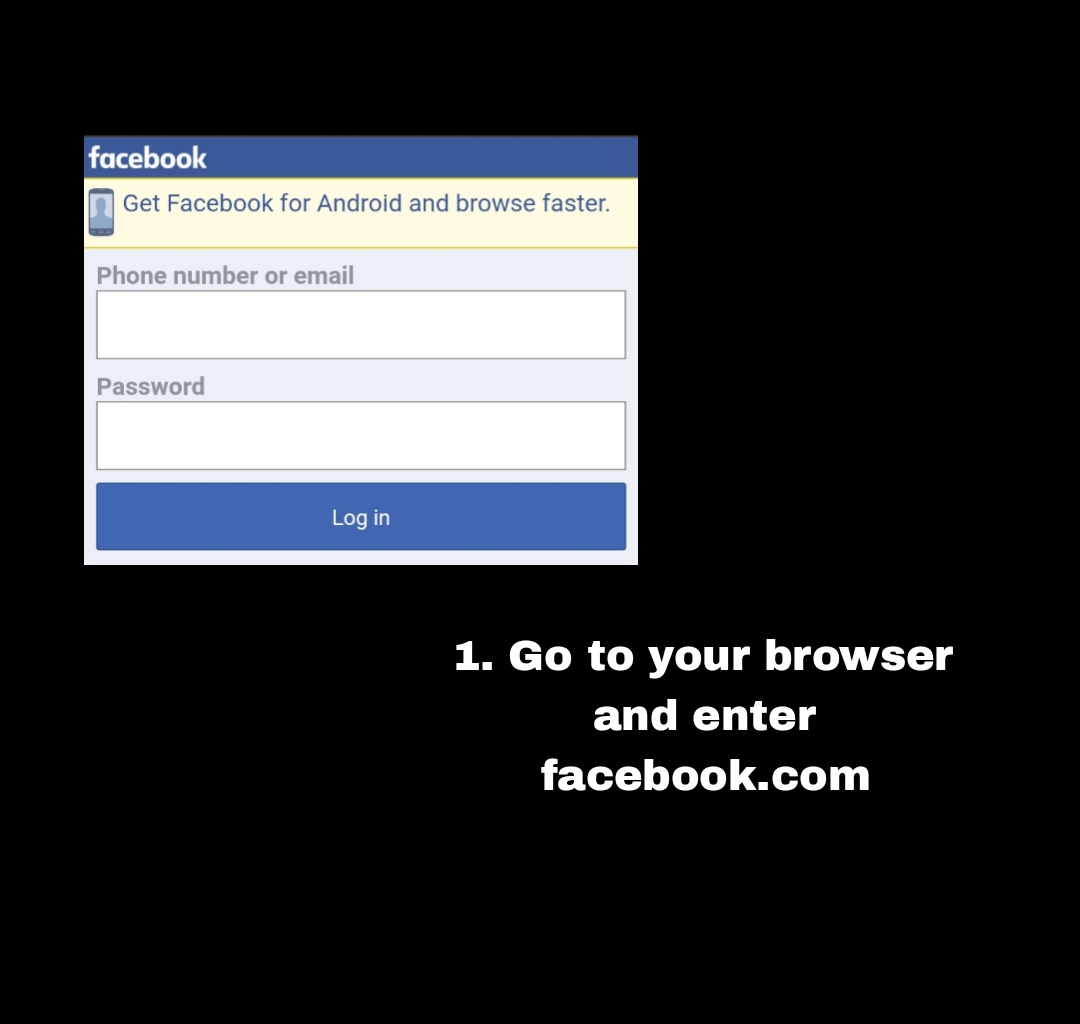 facebook
Get Facebook for Android and browse faster.
Phone number or email
Password
Log in
1. Go to your browser
and enter
facebook.com